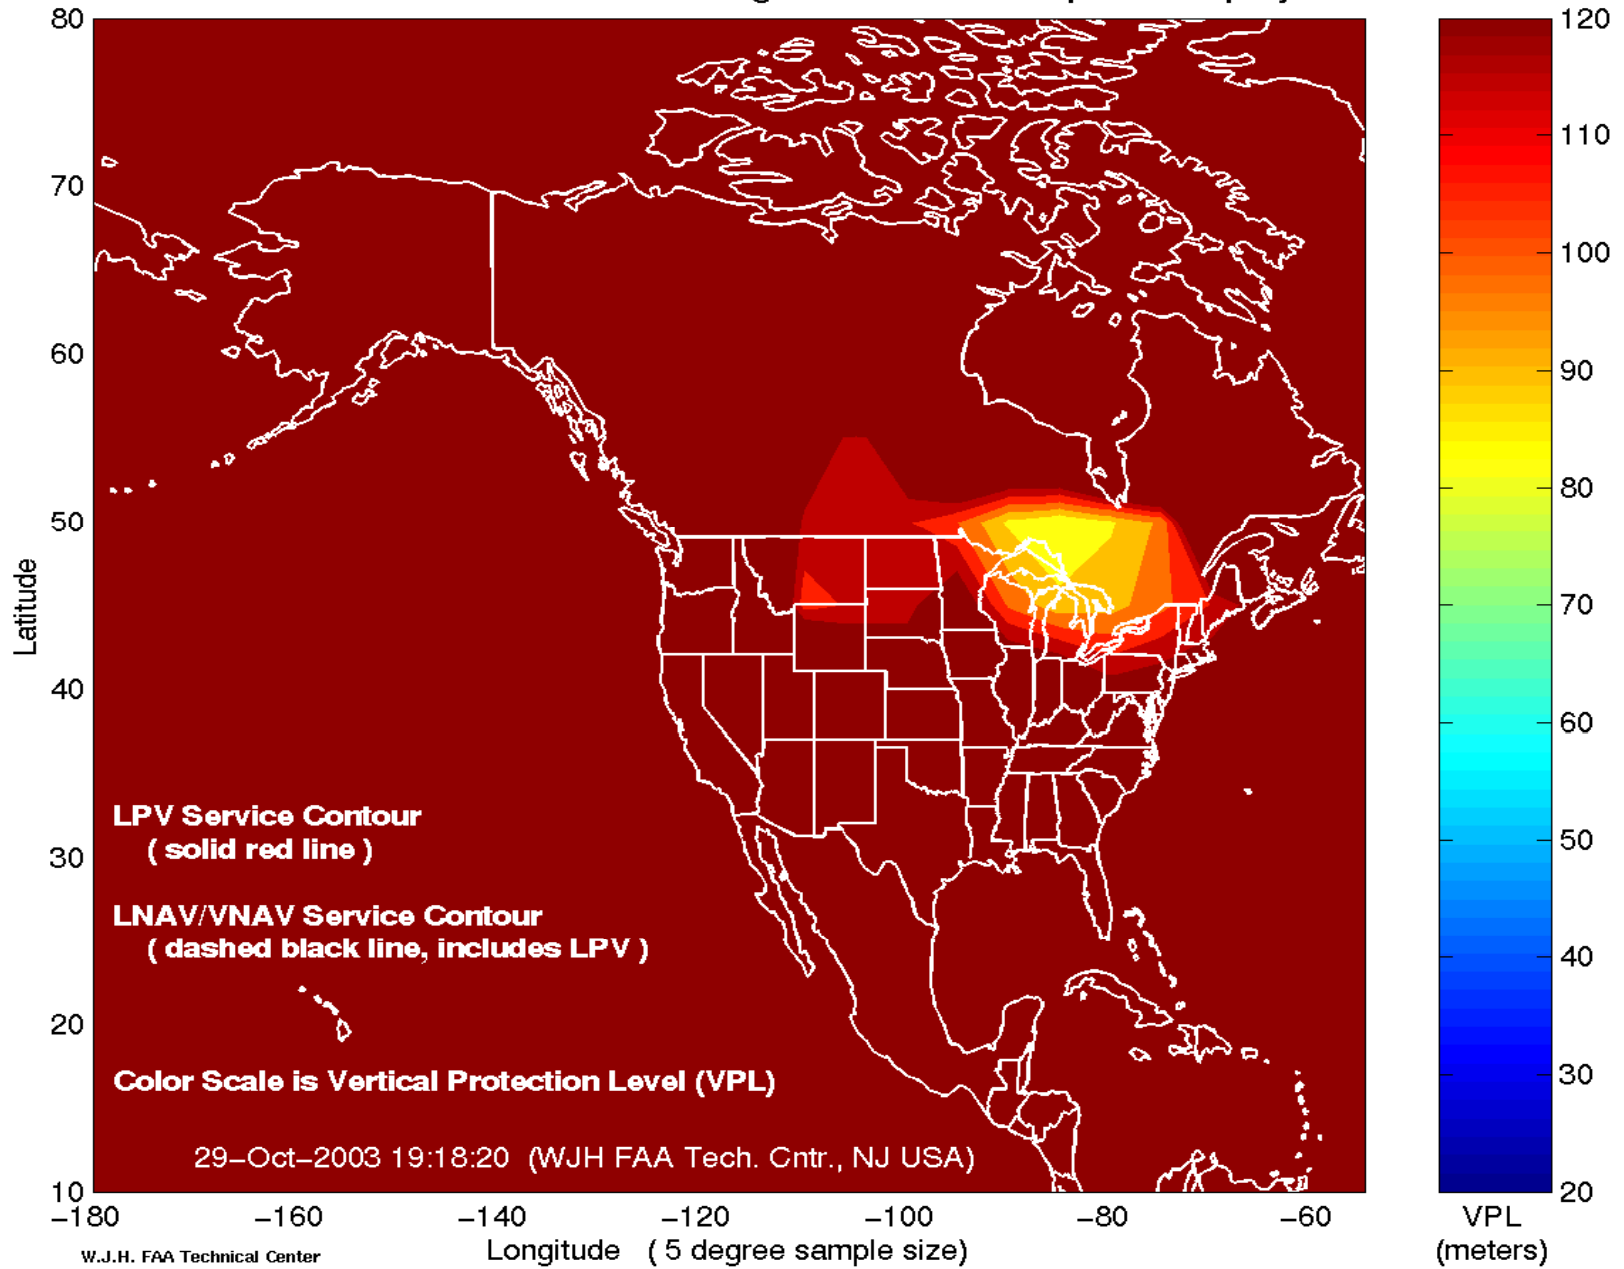 80
70
60
50
40
30
20
10
Latitude
LPV Service Contour
( solid red line )
LNAV/VNAV Service Contour
( dashed black line, includes LPV )
Color Scale is Vertical Protection Level (VPL)
29-Oct-2003 19:18:20 (WJH FAA Tech. Cntr., NJ USA)
-180 -160 -140 -120 -100 -80 -60
Longitude ( 5 degree sample size)
W.J.H. FAA Technical Center
120
110
100
90
80
70
60
50
40
30
20
VPL
(meters)